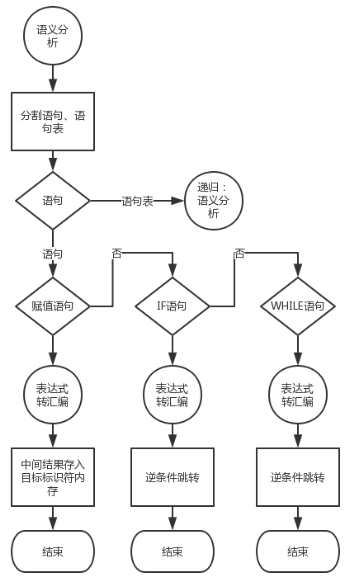 语义分
析
分割语句、语
句表
语句
语句表
递归：
语义分
析
语句
否
否
赋值语句
IF语句
WHILE语句
表达式
转汇编
表达式
转汇编
表达式
转汇编
中间结果存入
目标标识符内
存
逆条件跳转
逆条件跳转
结束
结束
结束